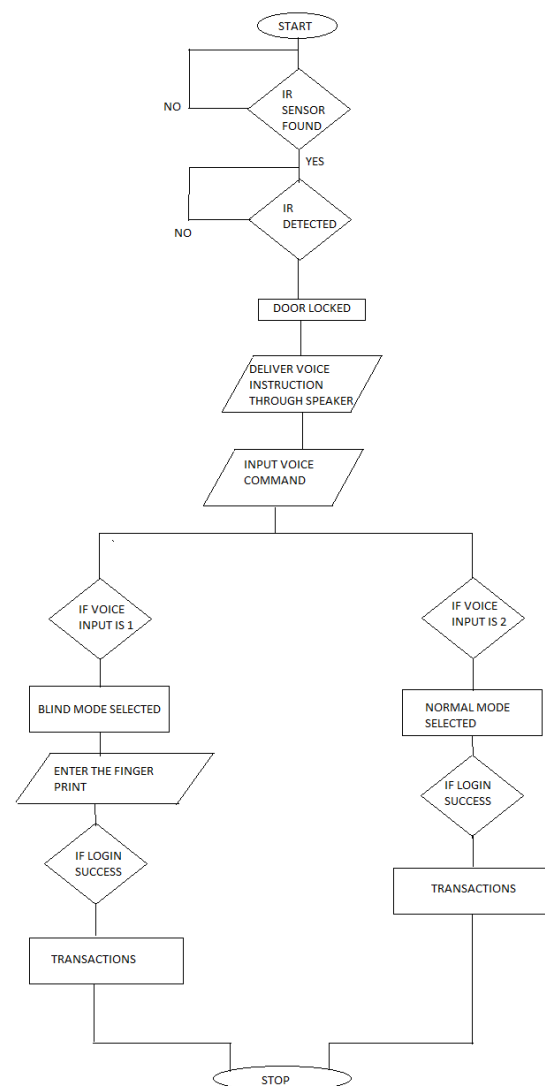 START
IR
SENSOR
FOUND
NO
YES
IR
DETECTED
NO
DOOR LOCKED
DELIVER VOICE
INSTRUCTION
THROUGH SPEAKER
INPUT VOICE
COMMAND
IF VOICE
INPUT IS 1
IF VOICE
INPUT IS 2
BLIND MODE SELECTED
NORMAL MODE
SELECTED
ENTER THE FINGER
PRINT
IF LOGIN
SUCCESS
IF LOGIN
SUCCESS
TRANSACTIONS
TRANSACTIONS
STOP